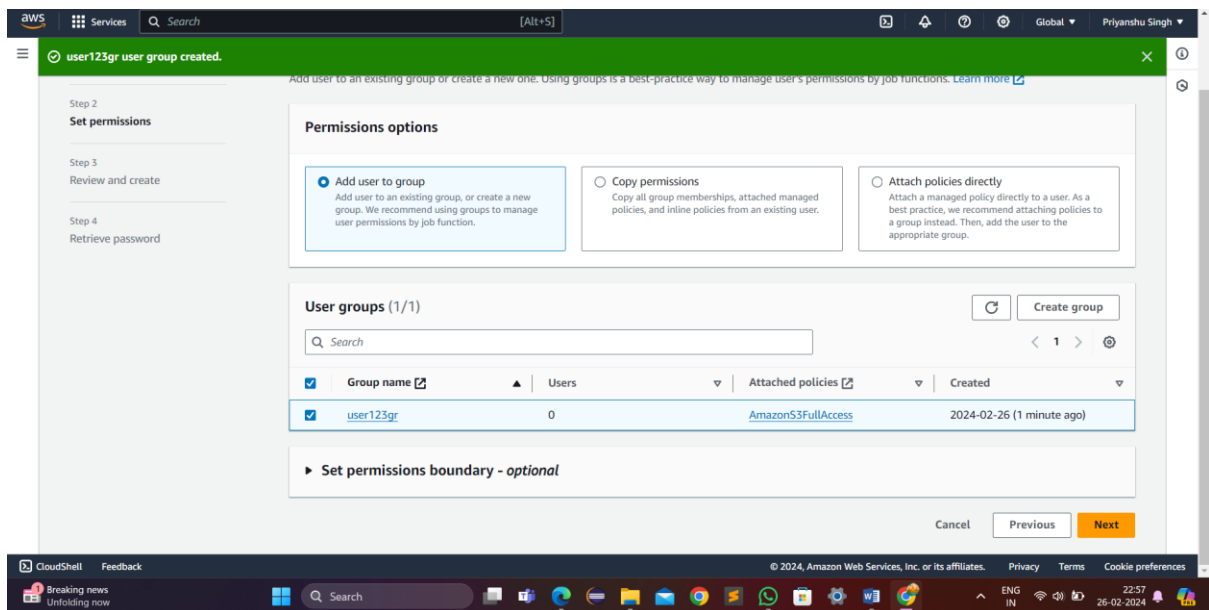 aws
Services
Search
[Alt+S]
Global ▼
Priyanshu Singh ▼
user123gr user group created.
Add user to an existing group or create a new one. Using groups is a best-practice way to manage user's permissions by job functions. Learn more
Step 2
Set permissions
Step 3
Review and create
Step 4
Retrieve password
Permissions options
Add user to group
Add user to an existing group, or create a new
group. We recommend using groups to manage
user permissions by job function.
Copy permissions
Copy all group memberships, attached managed
policies, and inline policies from an existing user.
Attach policies directly
Attach a managed policy directly to a user. As a
best practice, we recommend attaching policies to
a group instead. Then, add the user to the
appropriate group.
User groups (1/1)
Create group
Search
< 1 >
Group name
Users
Attached policies
Created
user123gr
0
AmazonS3FullAccess
2024-02-26 (1 minute ago)
Set permissions boundary - optional
Cancel
Previous
Next
CloudShell
Feedback
© 2024, Amazon Web Services, Inc. or its affiliates.
Privacy
Terms
Cookie preferences
Breaking news
Unfolding now
Search
ENG
IN
22:57
26-02-2024